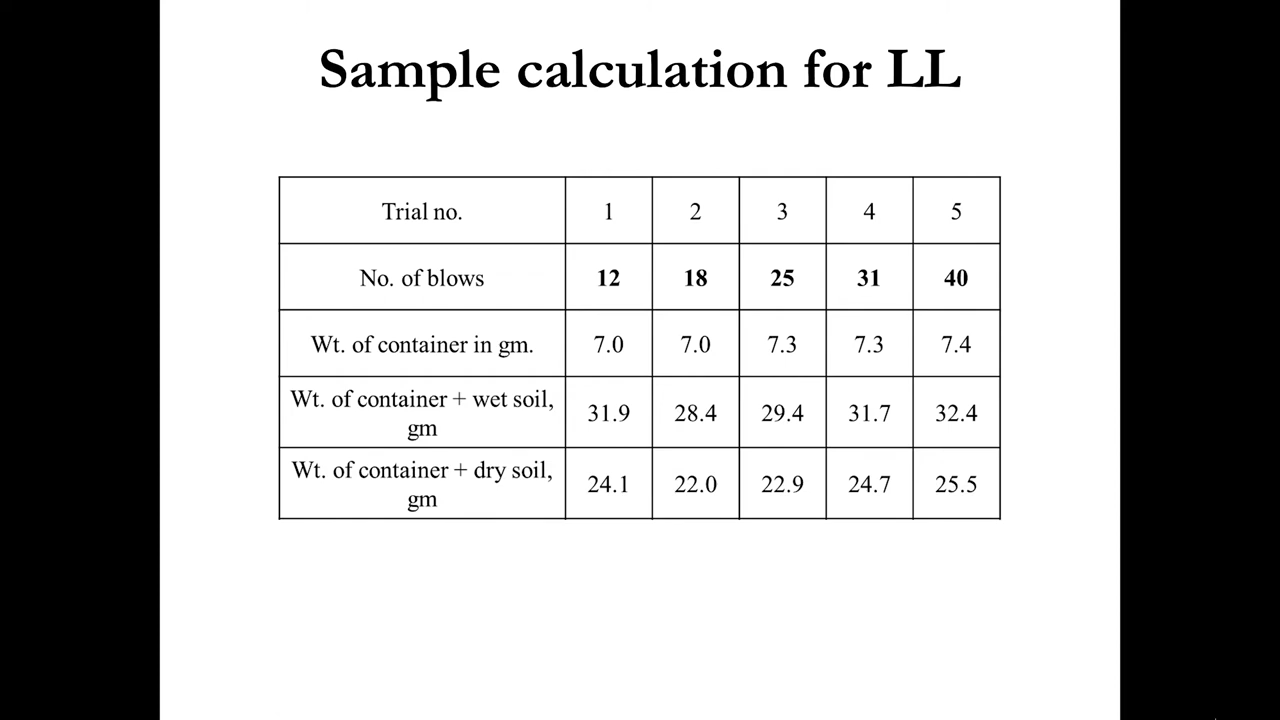 Sample calculation for LL
Trial no. 1 2 3 4 5
No. of blows 12 18 25 31 40
Wt. of container in gm. 7.0 7.0 7.3 7.3 7.4
Wt. of container + wet soil,
gm 31.9 28.4 29.4 31.7 32.4
Wt. of container + dry soil,
gm 24.1 22.0 22.9 24.7 25.5